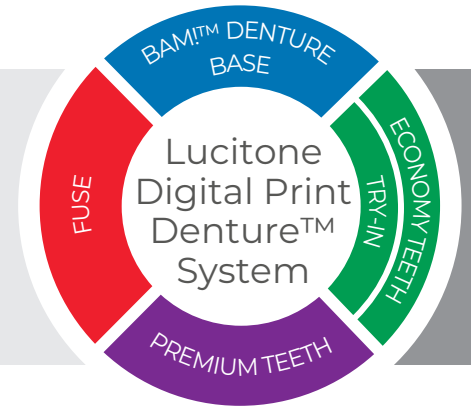 BAM!™ DENTURE
BASE
FUSE
Lucitone
Digital Print
Denture™
System
TRY-IN
ECONOMY TEETH
PREMIUM TEETH